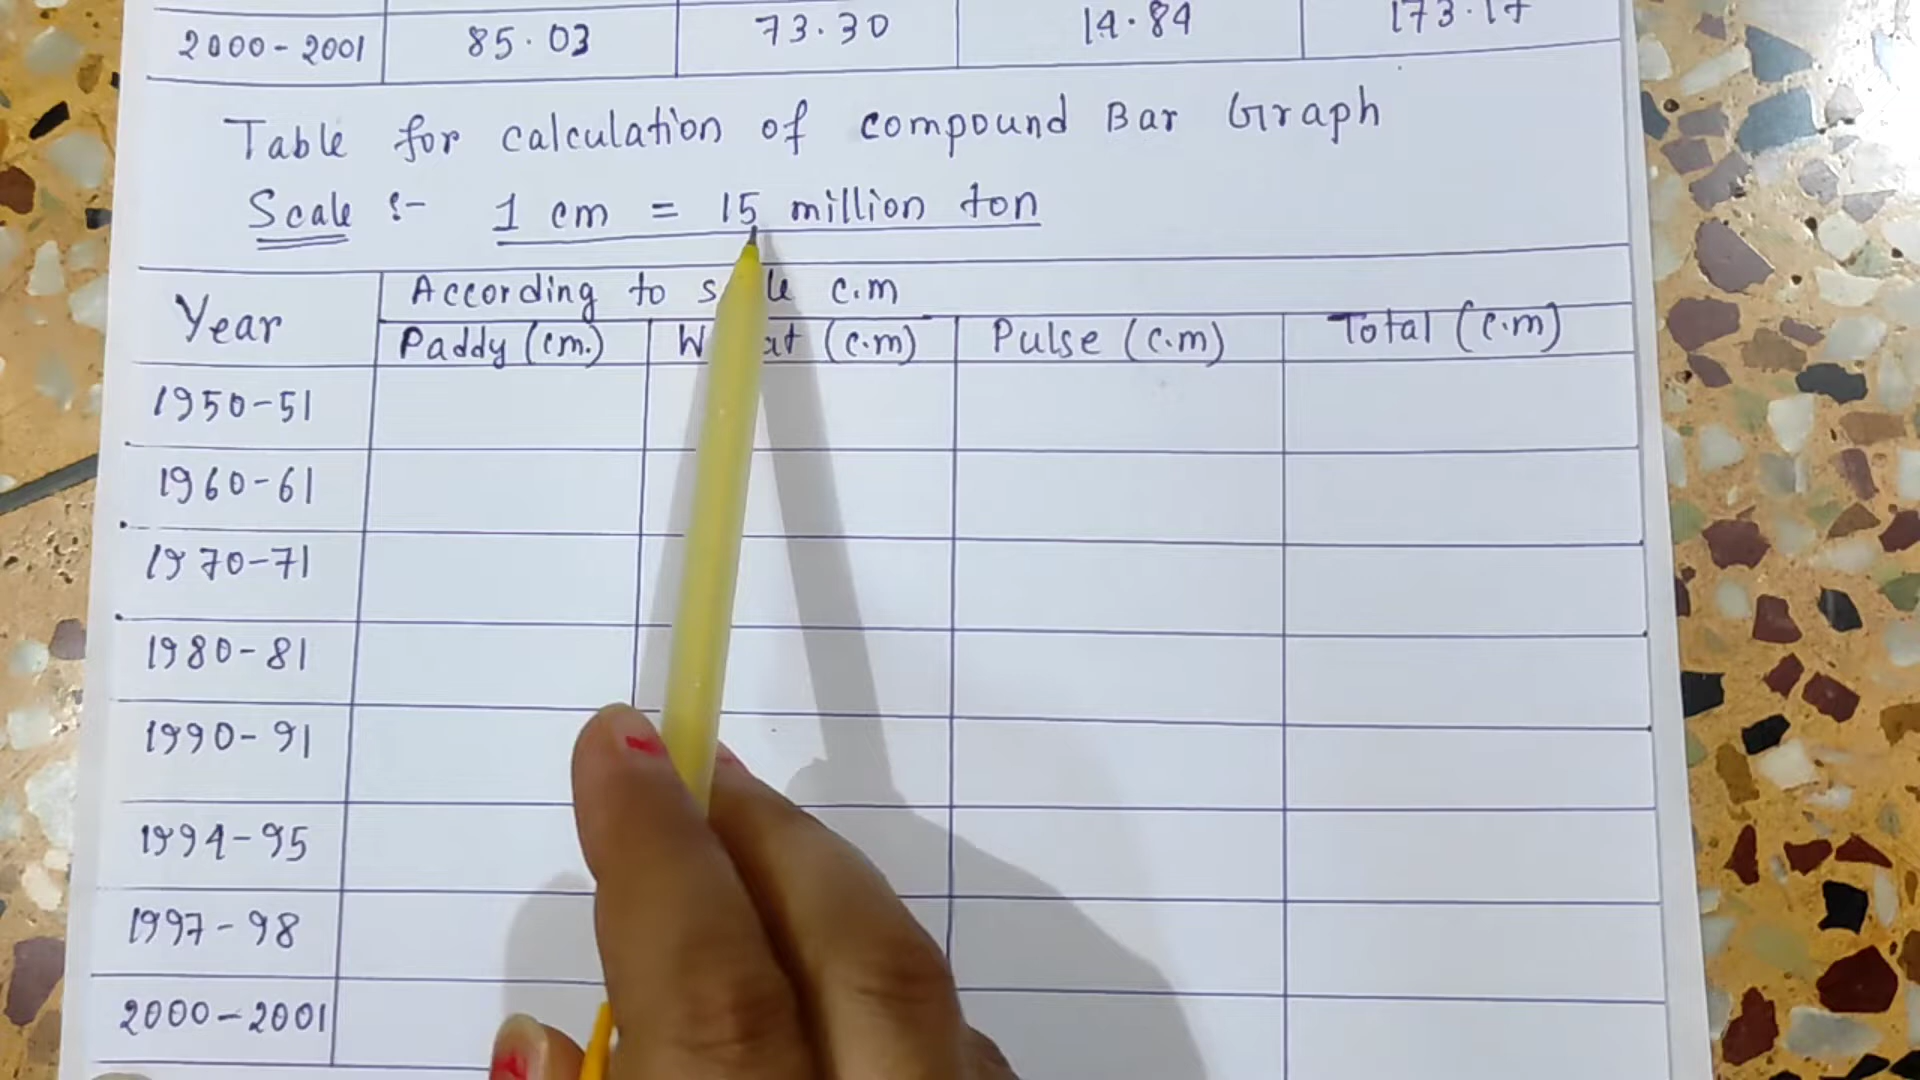 2000-2001 85.03 73.30 14.84 173.17
Table for calculation of compound Bar Graph
Scale :- 1 cm = 15 million ton
Year According to c.m
Paddy (cm.) (c.m) Pulse (c.m) Total (c.m)
1950-51
1960-61
1970-71
1980-81
1990-91
1994-95
1997-98
2000-2001